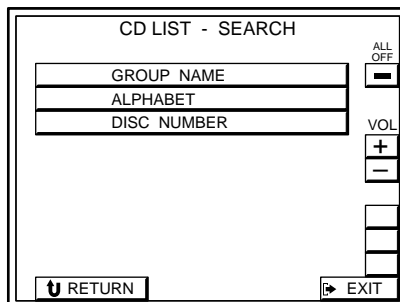 CD LIST - SEARCH
ALL
OFF
GROUP NAME
ALPHABET
DISC NUMBER
VOL
+
−
RETURN
EXIT